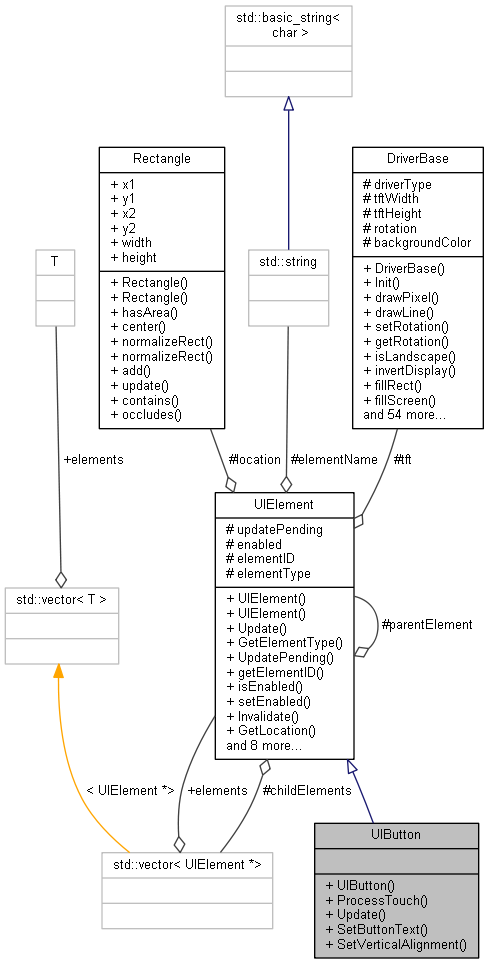 std::basic_string<
char >
Rectangle
+ x1
+ y1
+ x2
+ y2
+ width
+ height
+ Rectangle()
+ Rectangle()
+ hasArea()
+ center()
+ normalizeRect()
+ normalizeRect()
+ add()
+ update()
+ contains()
+ occludes()
DriverBase
# driverType
# tftWidth
# tftHeight
# rotation
# backgroundColor
+ DriverBase()
+ Init()
+ drawPixel()
+ drawLine()
+ setRotation()
+ getRotation()
+ isLandscape()
+ invertDisplay()
+ fillRect()
+ fillScreen()
and 54 more...
T
std::string
+elements
#location
#elementName
#tft
UIElement
# updatePending
# enabled
# elementID
# elementType
+ UIElement()
+ UIElement()
+ Update()
+ GetElementType()
+ UpdatePending()
+ getElementID()
+ isEnabled()
+ setEnabled()
+ Invalidate()
+ GetLocation()
and 8 more...
std::vector< T >
#parentElement
< UIElement *>
+elements
#childElements
std::vector< UIElement *>
UIButton
+ UIButton()
+ ProcessTouch()
+ Update()
+ SetButtonText()
+ SetVerticalAlignment()